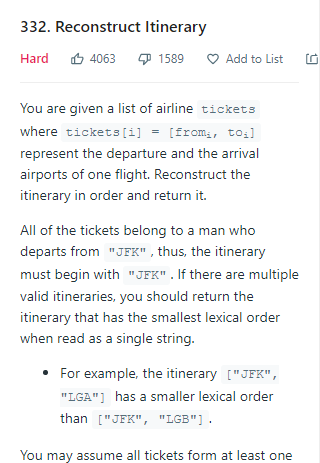 332. Reconstruct Itinerary
Hard 4063 1589 Add to List
You are given a list of airline tickets
where tickets[i] = [fromᵢ, toᵢ]
represent the departure and the arrival
airports of one flight. Reconstruct the
itinerary in order and return it.
All of the tickets belong to a man who
departs from "JFK", thus, the itinerary
must begin with "JFK". If there are multiple
valid itineraries, you should return the
itinerary that has the smallest lexical order
when read as a single string.
• For example, the itinerary ["JFK",
"LGA"] has a smaller lexical order
than ["JFK", "LGB"].
You may assume all tickets form at least one